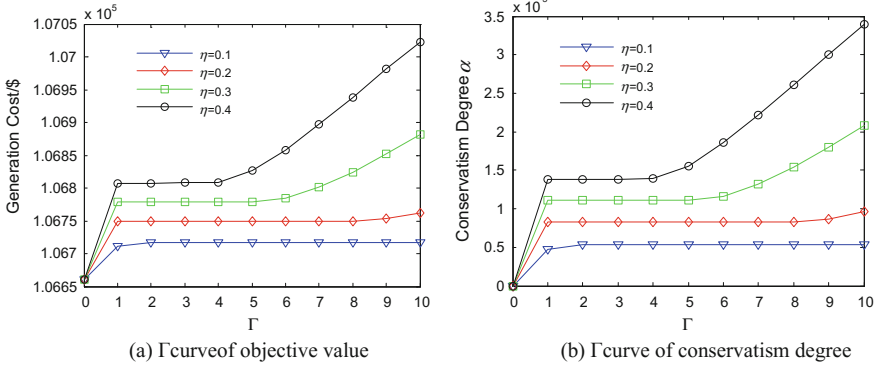 x 10⁵
1.0705
1.07
1.0695
1.069
1.0685
1.068
1.0675
1.067
1.0665
Generation Cost/$
η=0.1
η=0.2
η=0.3
η=0.4
0 1 2 3 4 5 6 7 8 9 10
Γ
(a) Γcurveof objective value
3.5
3
2.5
2
1.5
1
0.5
0
Conservatism Degree α
η=0.1
η=0.2
η=0.3
η=0.4
0 1 2 3 4 5 6 7 8 9 10
Γ
(b) Γcurve of conservatism degree